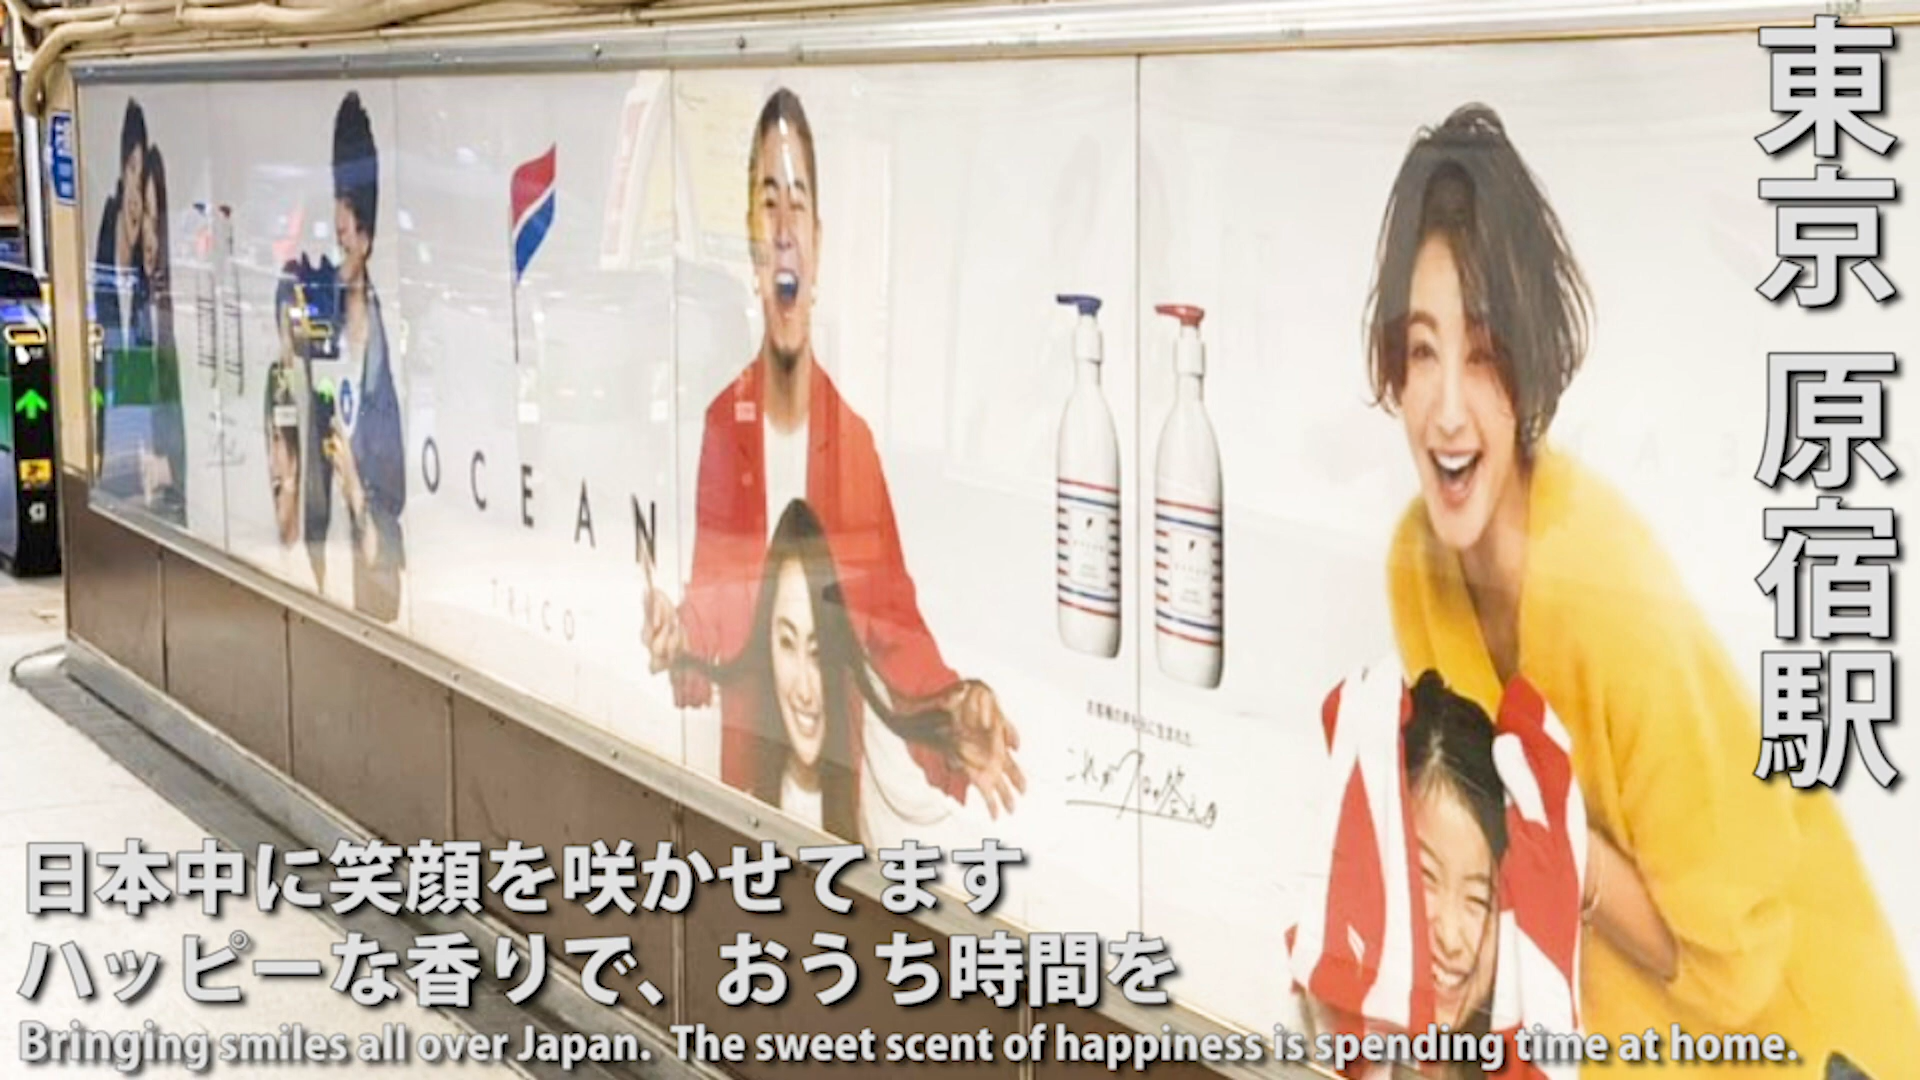 東京 原宿駅
OCEAN
TRICO
日本中に笑顔を咲かせてます
ハッピーな香りで、おうち時間を
Bringing smiles all over Japan. The sweet scent of happiness is spending time at home.